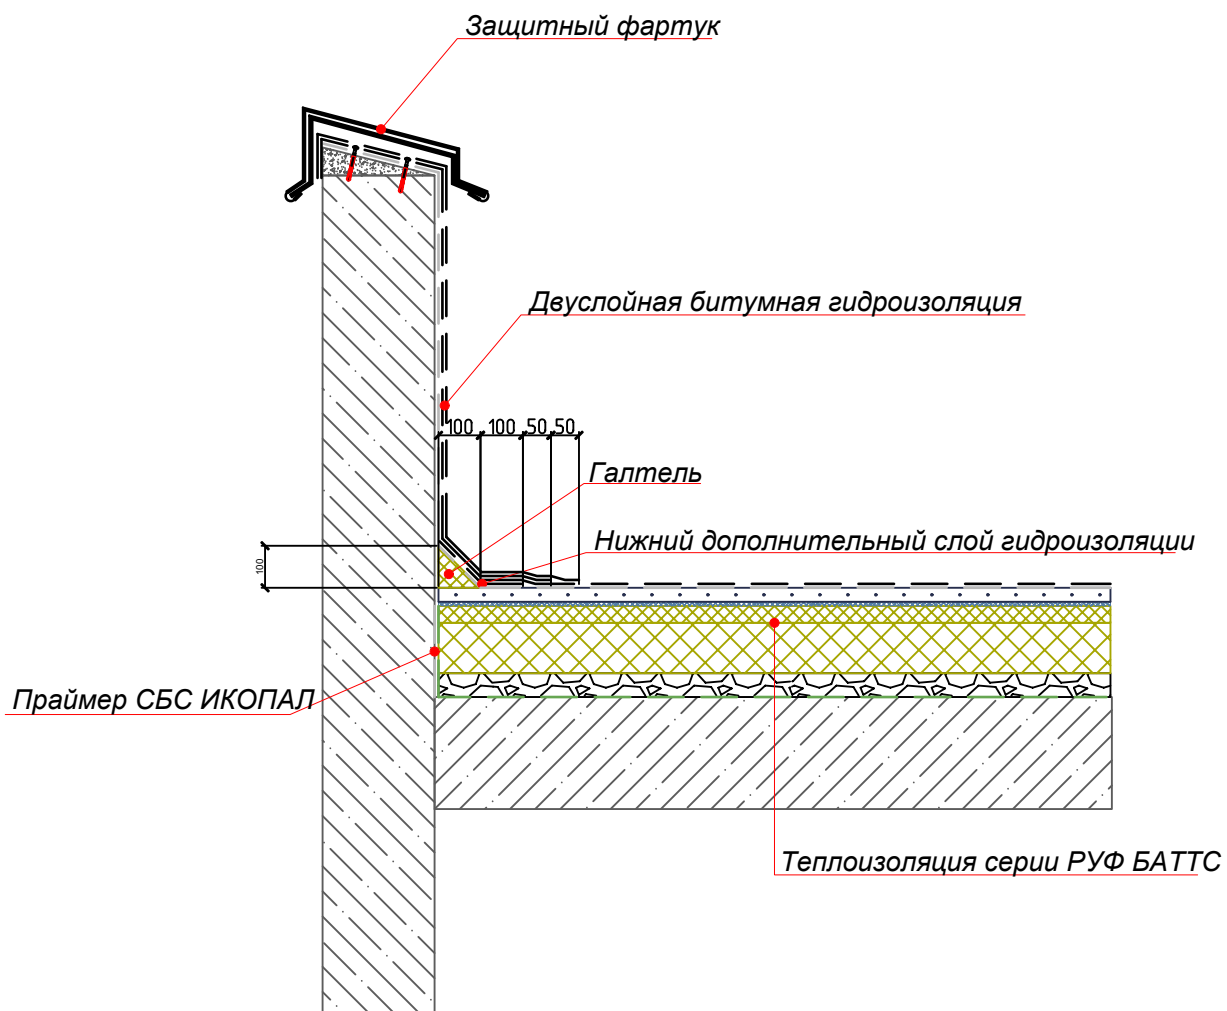 Защитный фартук
Двуслойная битумная гидроизоляция
100 100 50 50
Галтель
Нижний дополнительный слой гидроизоляции
100
Праймер СБС ИКОПАЛ
Теплоизоляция серии РУФ БАТТС